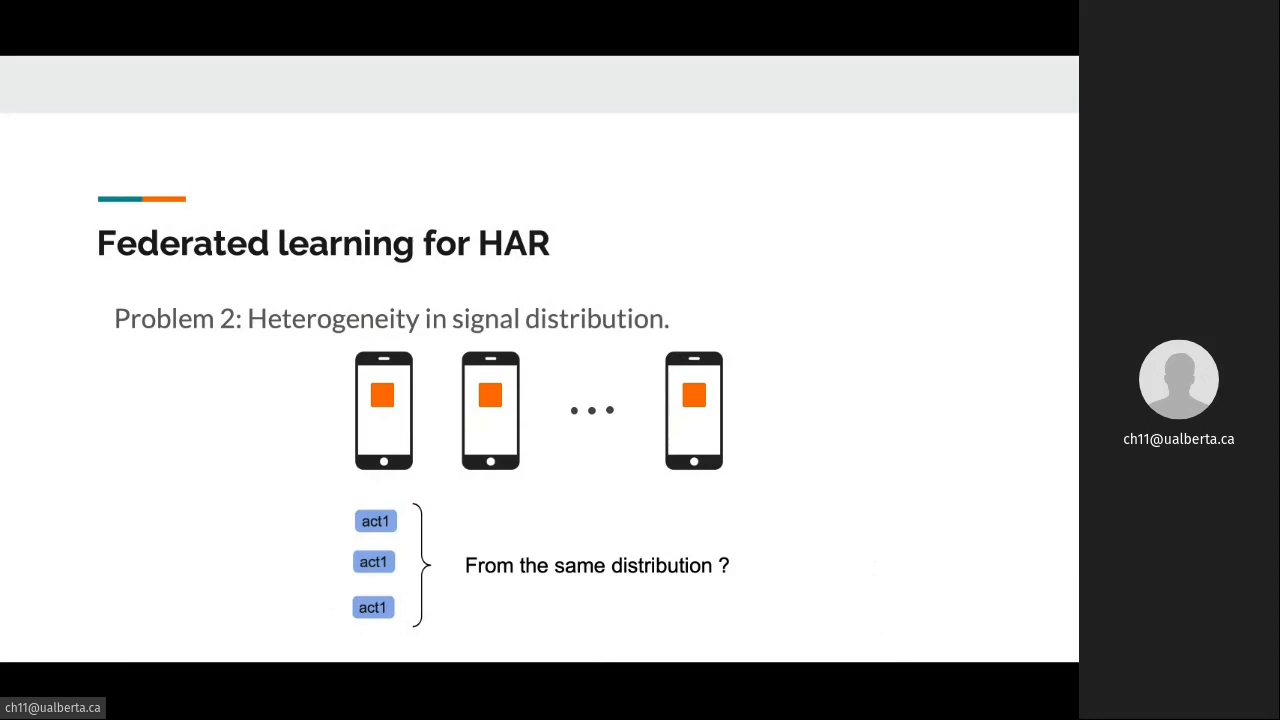 Federated learning for HAR
Problem 2: Heterogeneity in signal distribution.
act1
act1
From the same distribution ?
act1
ch11@ualberta.ca
ch11@ualberta.ca